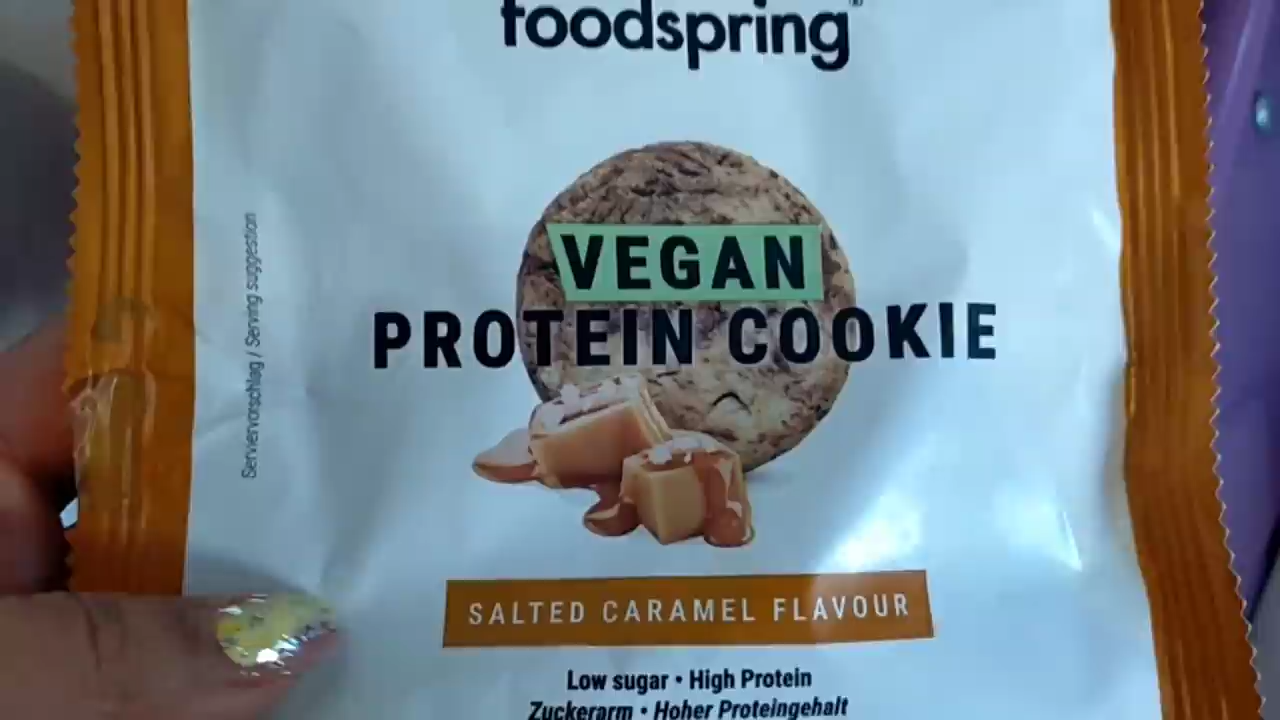 foodspring
Serviervorschlag / Serving suggestion
VEGAN
PROTEIN COOKIE
SALTED CARAMEL FLAVOUR
Low sugar • High Protein
Zuckerarm • Hoher Proteingehalt